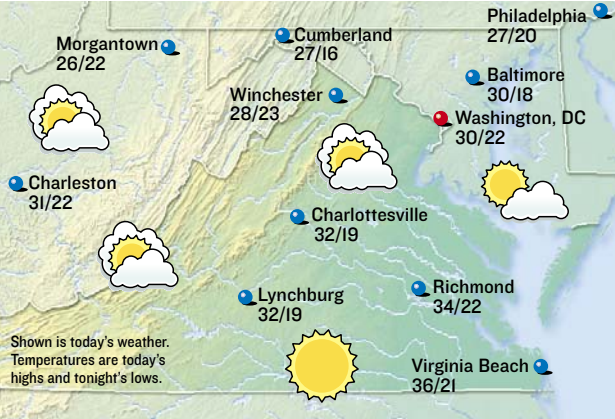 Philadelphia
27/20
Cumberland
27/16
Morgantown
26/22
Baltimore
30/18
Winchester
28/23
Washington, DC
30/22
Charleston
31/22
Charlottesville
32/19
Richmond
34/22
Lynchburg
32/19
Shown is today's weather.
Temperatures are today's
highs and tonight's lows.
Virginia Beach
36/21